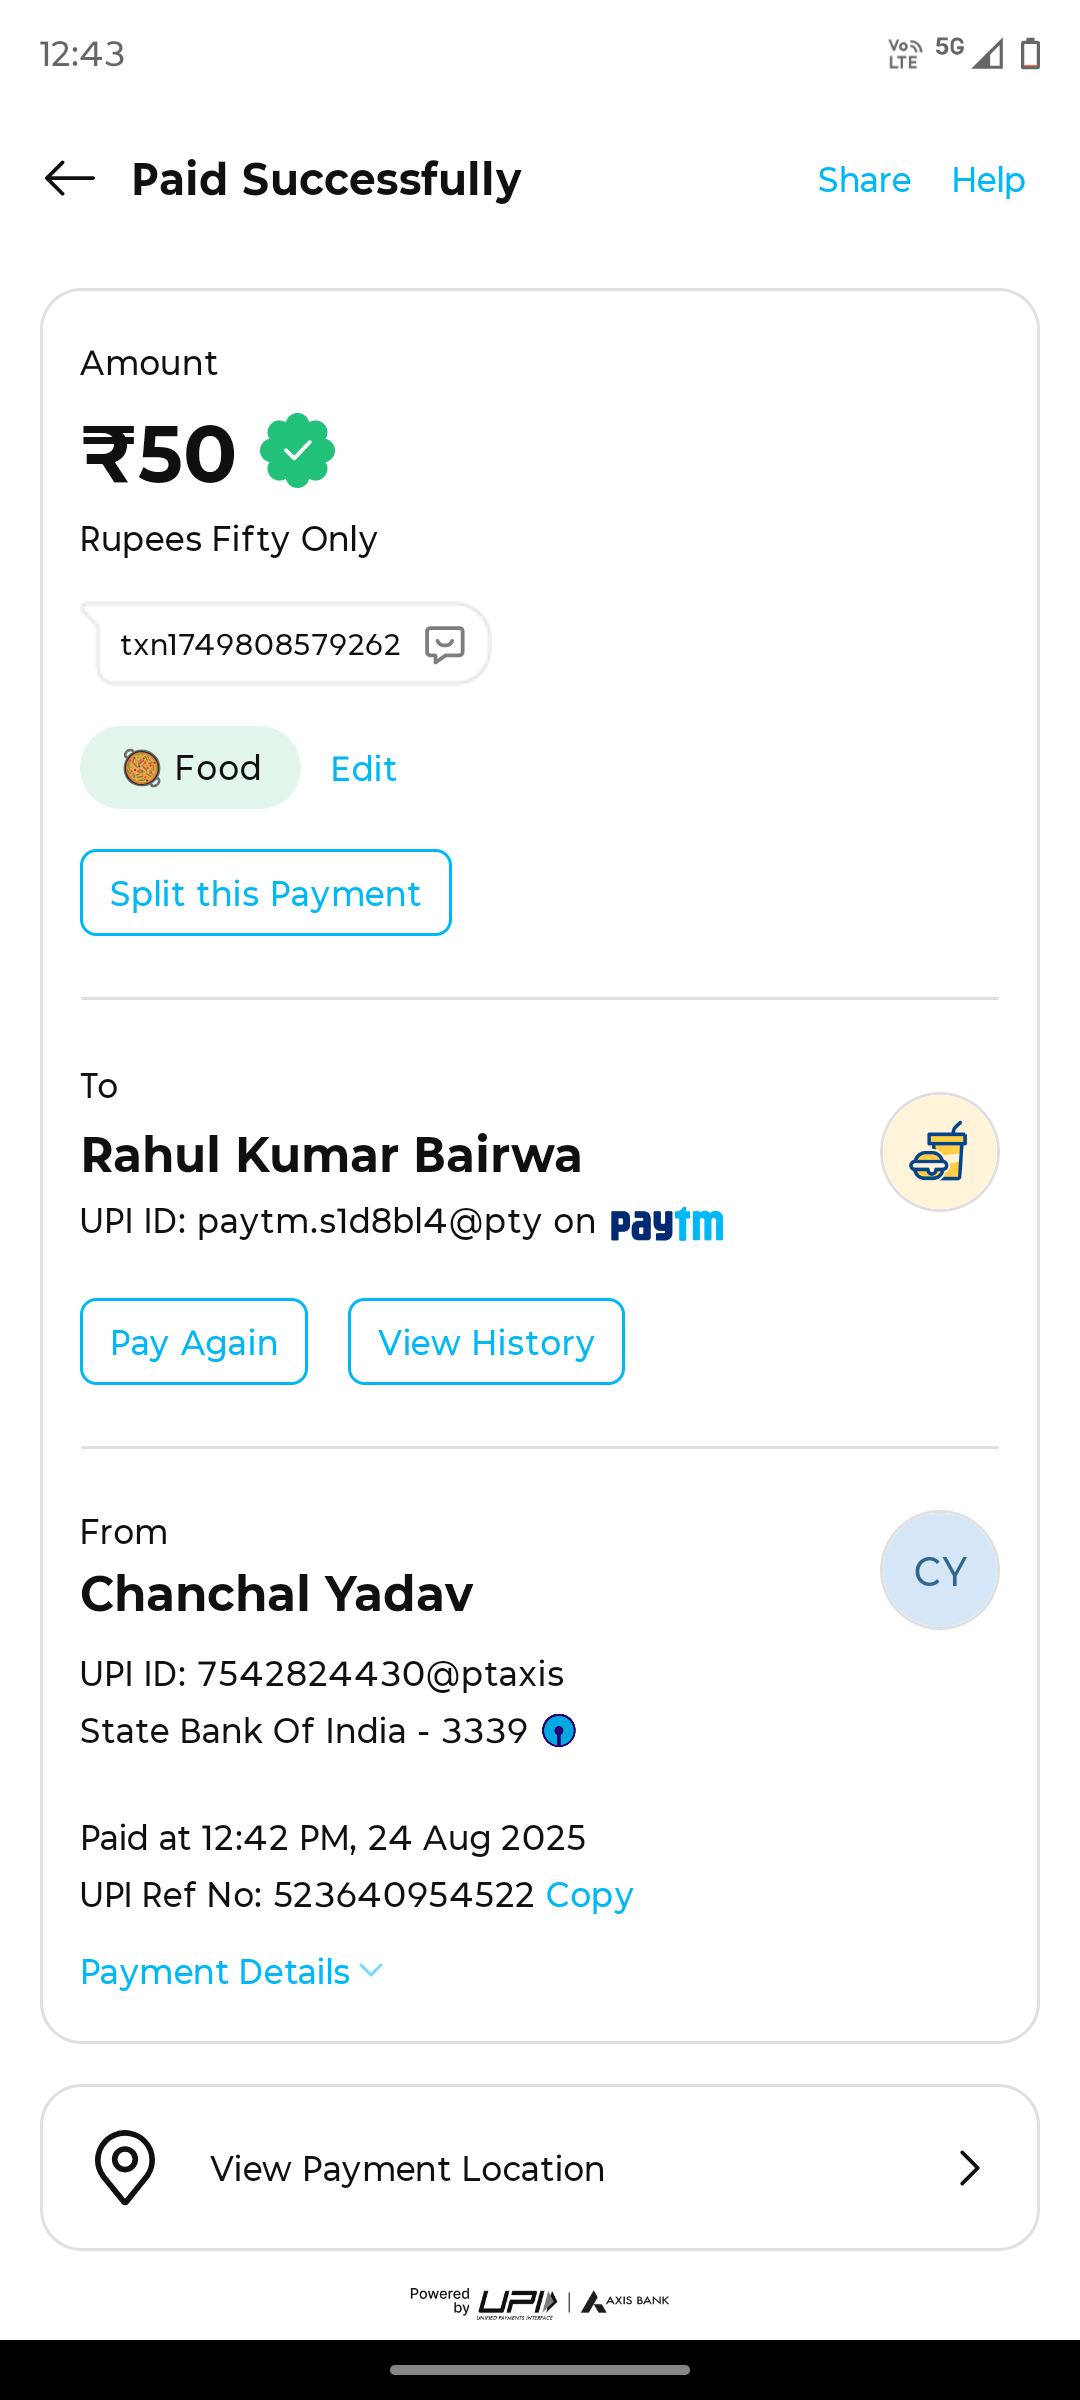 12:43
Vo LTE 5G
Paid Successfully
Share Help
Amount
₹50
Rupees Fifty Only
txn1749808579262
Food Edit
Split this Payment
To
Rahul Kumar Bairwa
UPI ID: paytm.s1d8bl4@pty on paytm
Pay Again View History
From
CY
Chanchal Yadav
UPI ID: 7542824430@ptaxis
State Bank Of India - 3339
Paid at 12:42 PM, 24 Aug 2025
UPI Ref No: 523640954522 Copy
Payment Details
View Payment Location
Powered by UPI | AXIS BANK
UNIFIED PAYMENTS INTERFACE